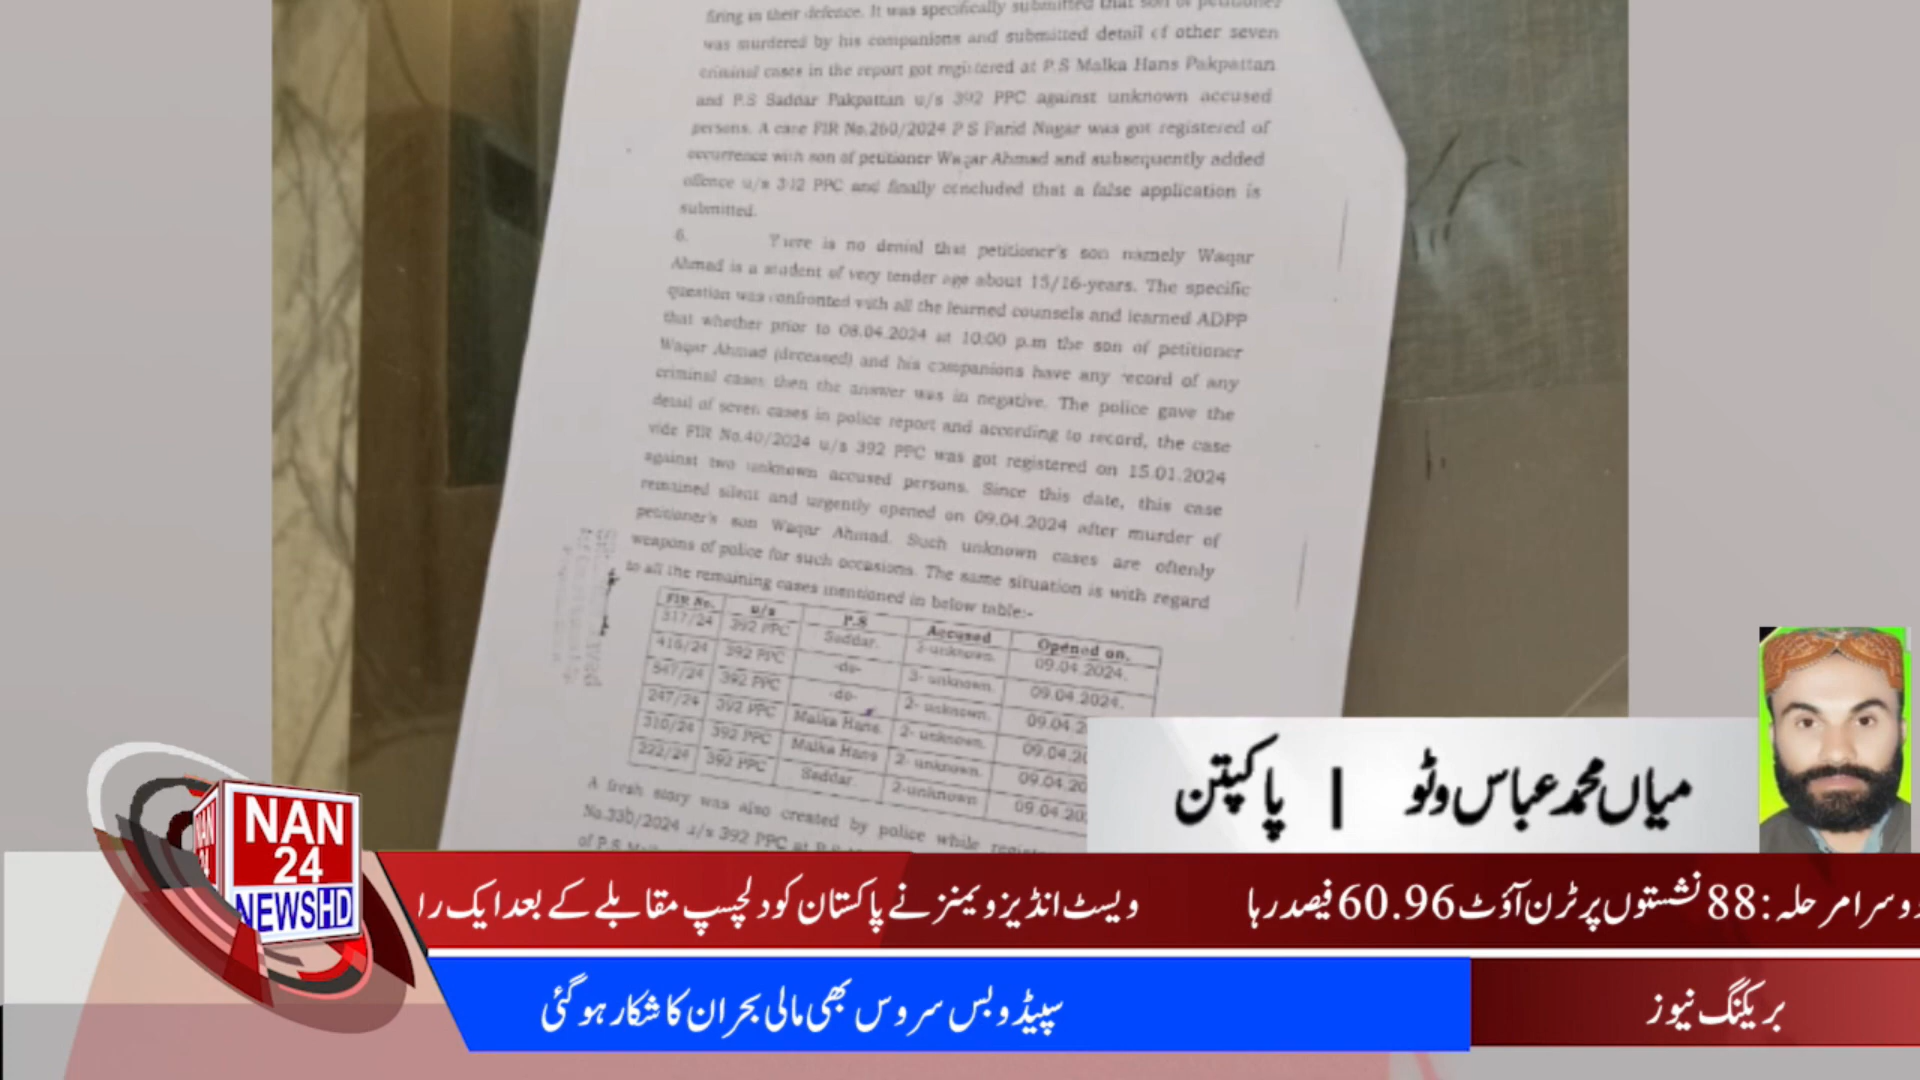 firing in their defence. It was specifically submitted that son of petitioner
was murdered by his companions and submitted detail of other seven
criminal cases in the report got registered at P.S Malka Hans Pakpattan
and P.S Saddar Pakpattan u/s 392 PPC against unknown accused
persons. A case FIR No.260/2024 P S Farid Nagar was got registered of
occurrence with son of petitioner Waqar Ahmad and subsequently added
offence u/s 302 PPC and finally concluded that a false application is
submitted.
6. There is no denial that petitioner's son namely Waqar
Ahmad is a student of very tender age about 15/16-years. The specific
question was confronted with all the learned counsels and learned ADPP
that whether prior to 08.04.2024 at 10:00 p.m the son of petitioner
Waqar Ahmad (deceased) and his companions have any record of any
criminal cases then the answer was in negative. The police gave the
detail of seven cases in police report and according to record, the case
vide FIR No.40/2024 u/s 392 PPC was got registered on 15.01.2024
against two unknown accused persons. Since this date, this case
remained silent and urgently opened on 09.04.2024 after murder of
petitioner's son Waqar Ahmad. Such unknown cases are oftenly
weapons of police for such occasions. The same situation is with regard
to all the remaining cases mentioned in below table:-
FIR No. u/s P.S Accused Opened on.
317/24 392 PPC Saddar. 2-unknown. 09.04.2024.
416/24 392 PPC -do- 3- unknown. 09.04.2024.
547/24 392 PPC -do- 2- unknown. 09.04.2
247/24 392 PPC Malka Hans. 2- unknown. 09.04.20
310/24 392 PPC Malka Hans 2- unknown. 09.04.20
222/24 392 PPC Saddar. 2-unknown 09.04.20
A fresh story was also created by police while
/2024 u/s 392 PPC at
of P.S
میاں محمد عباس وٹو | پاکپتن
NAN
24
NEWSHD
دوسرا مرحلہ: 88 نشستوں پر ٹرن آؤٹ 60.96 فیصد رہا ویسٹ انڈیز ویمنز نے پاکستان کو دلچسپ مقابلے کے بعد ایک را
سپیڈو بس سروس بھی مالی بحران کا شکار ہو گئی
بریکنگ نیوز